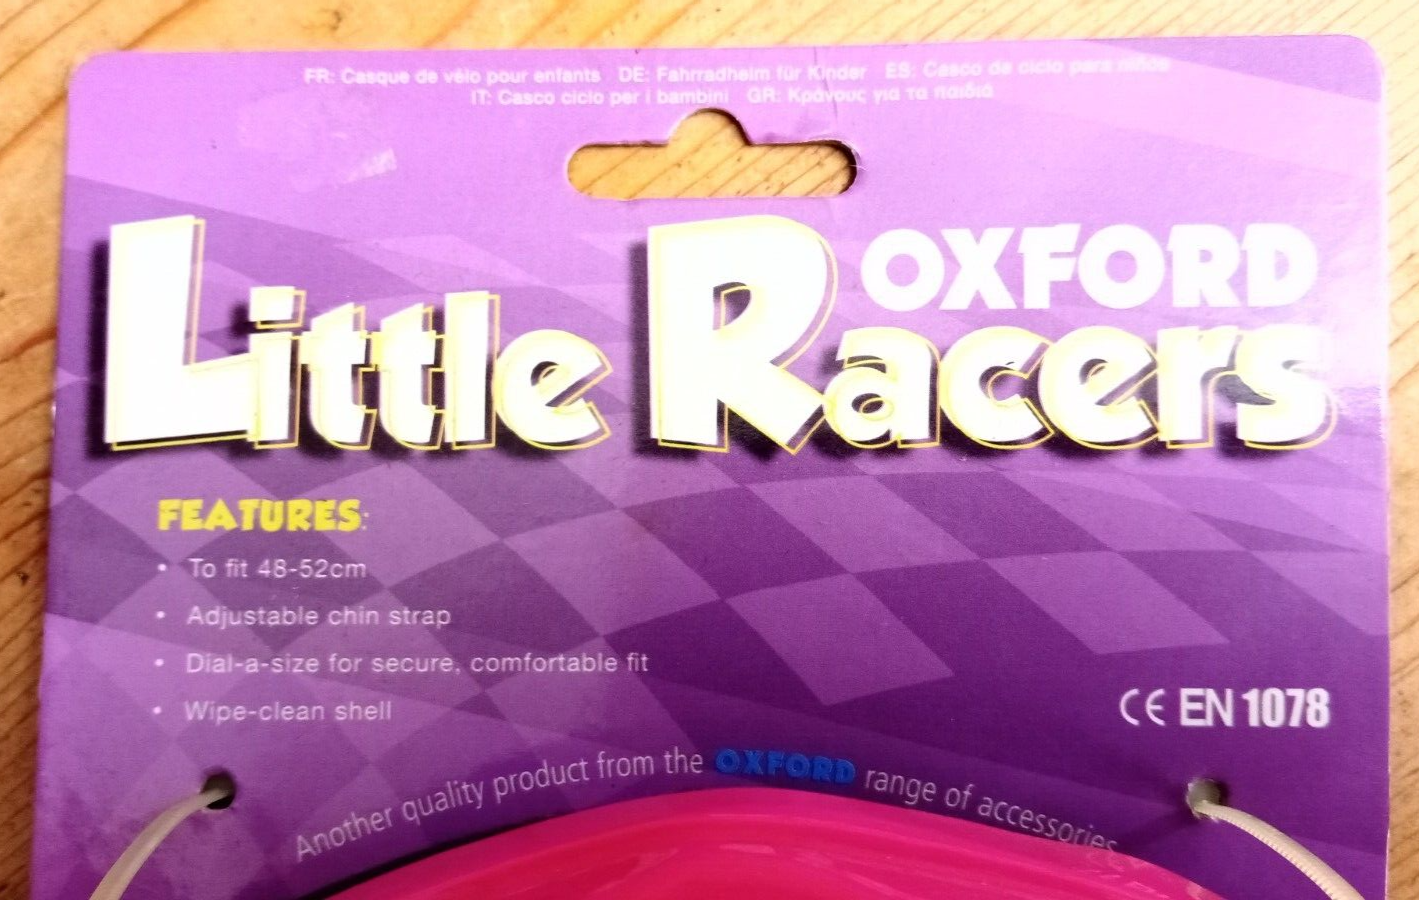 FR: Casque de vélo pour enfants DE: Fahrradhelm für Kinder ES: Casco de ciclo para niños
IT: Casco ciclo per i bambini GR: Κράνους για τα παιδιά
OXFORD
Little Racers
FEATURES:
• To fit 48-52cm
• Adjustable chin strap
• Dial-a-size for secure, comfortable fit
• Wipe-clean shell
CE EN 1078
Another quality product from the OXFORD range of accessories